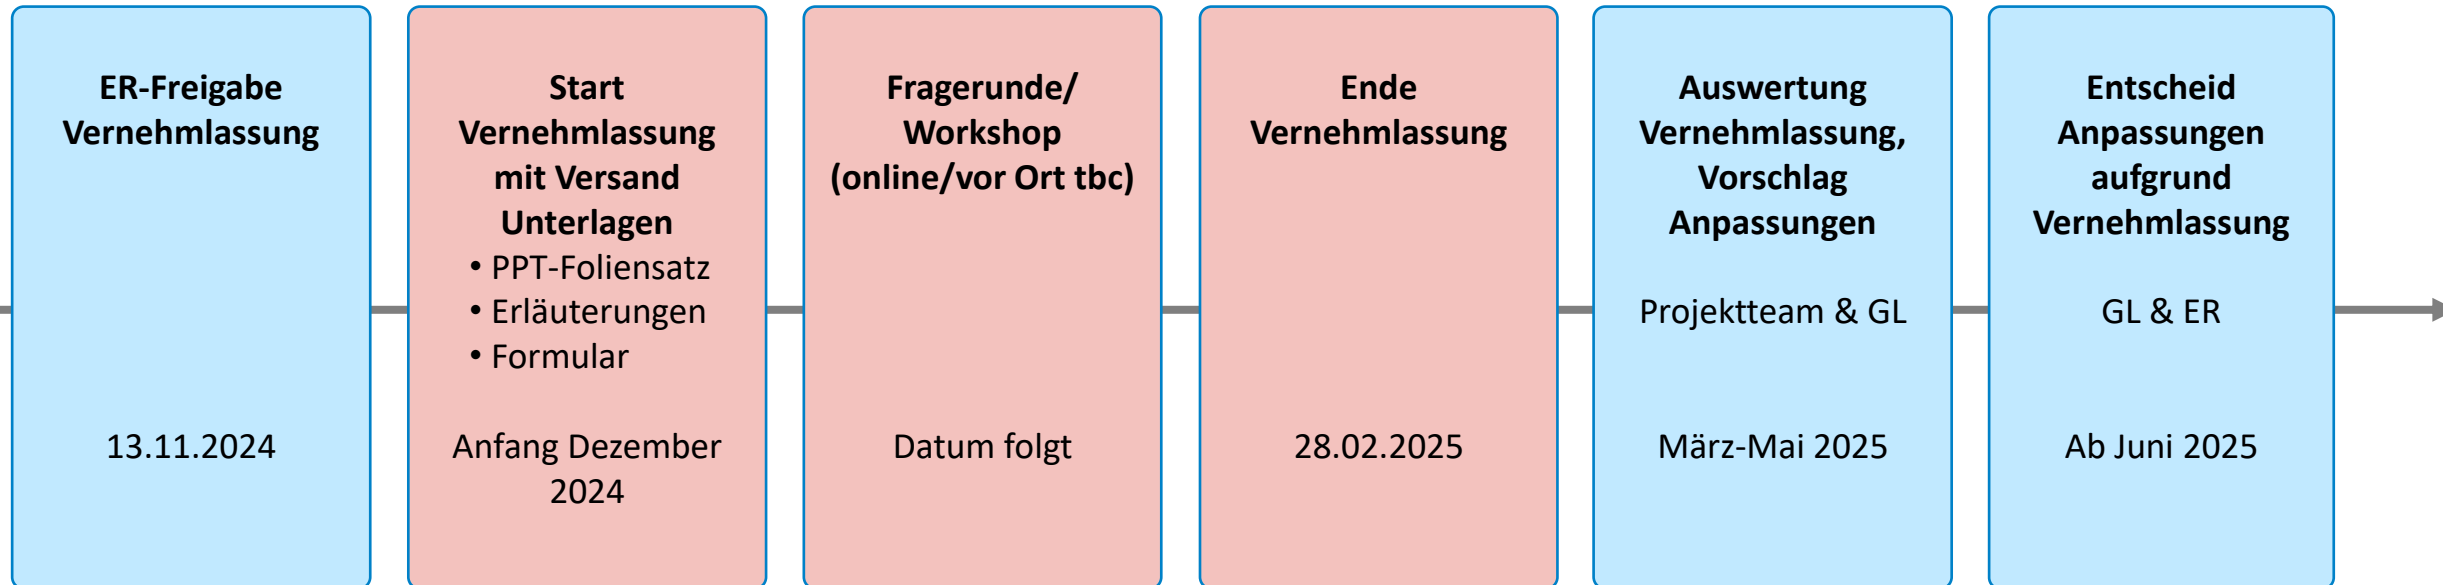 ER-Freigabe
Vernehmlassung
13.11.2024
Start
Vernehmlassung
mit Versand
Unterlagen
• PPT-Foliensatz
• Erläuterungen
• Formular
Anfang Dezember
2024
Fragerunde/
Workshop
(online/vor Ort tbc)
Datum folgt
Ende
Vernehmlassung
28.02.2025
Auswertung
Vernehmlassung,
Vorschlag
Anpassungen
Projektteam & GL
März-Mai 2025
Entscheid
Anpassungen
aufgrund
Vernehmlassung
GL & ER
Ab Juni 2025